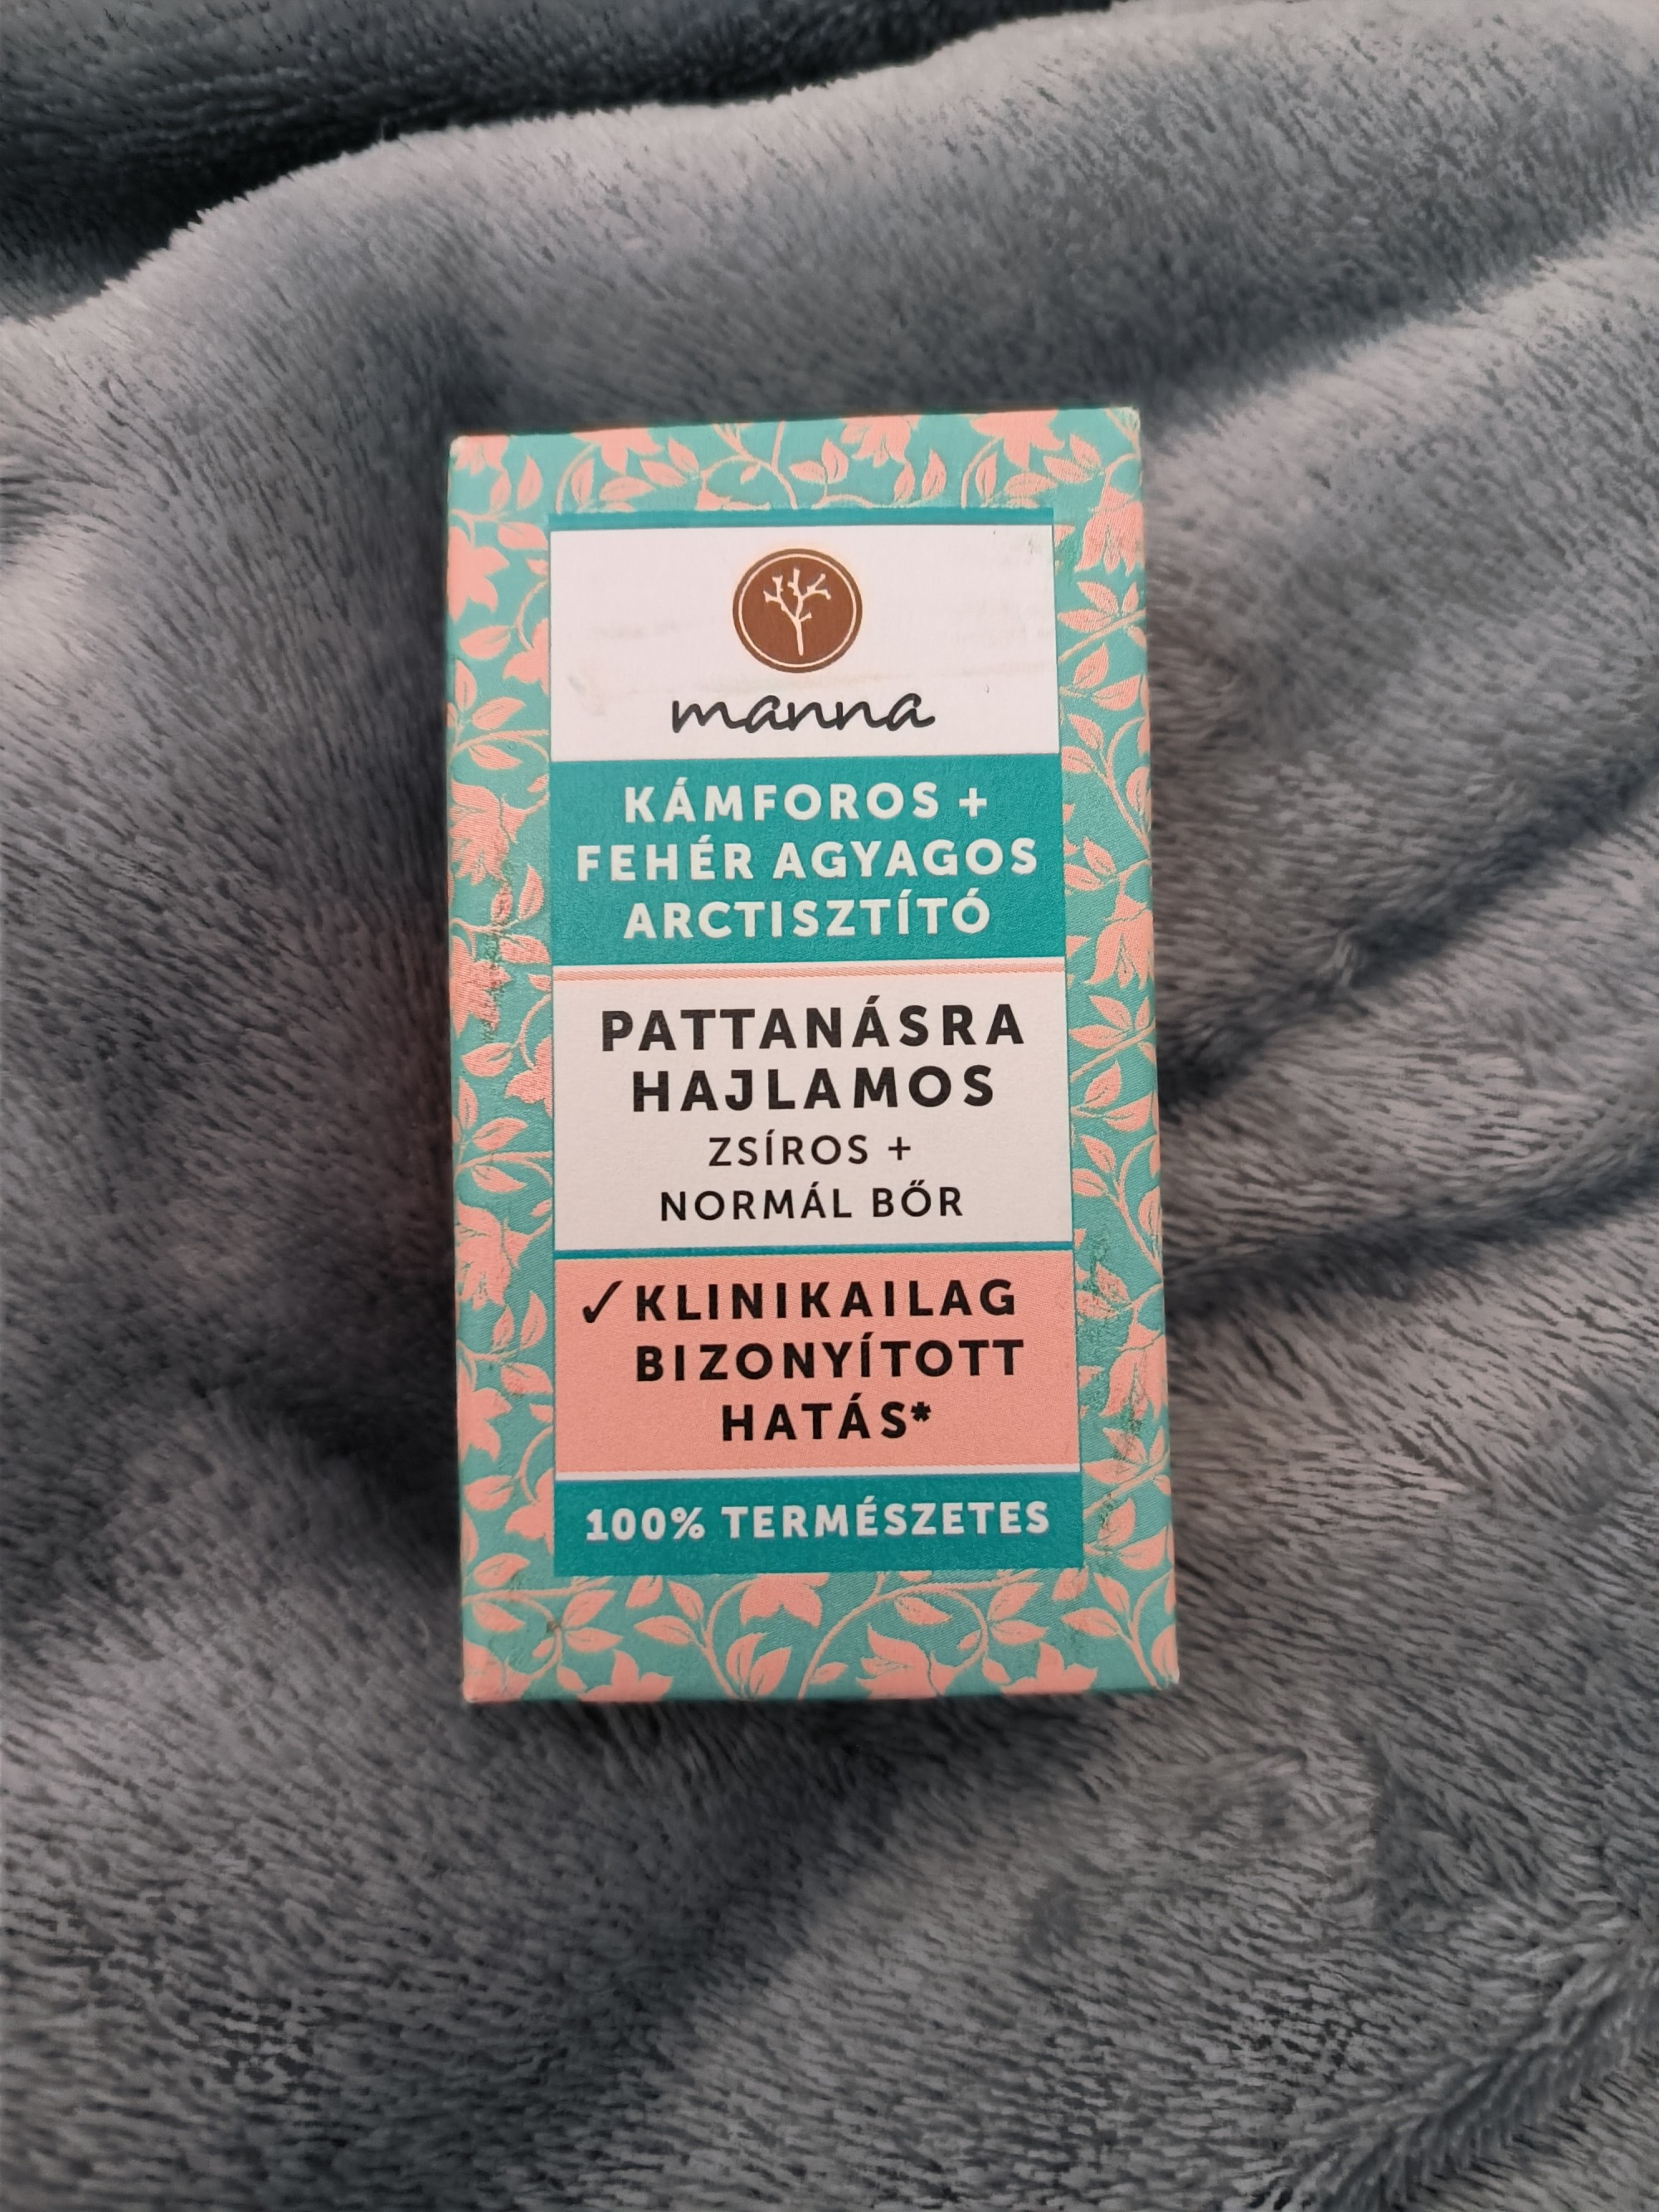 manna
KÁMFOROS +
FEHÉR AGYAGOS
ARCTISZTÍTÓ
PATTANÁSRA
HAJLAMOS
ZSÍROS +
NORMÁL BŐR
✓KLINIKAILAG
BIZONYÍTOTT
HATÁS*
100% TERMÉSZETES